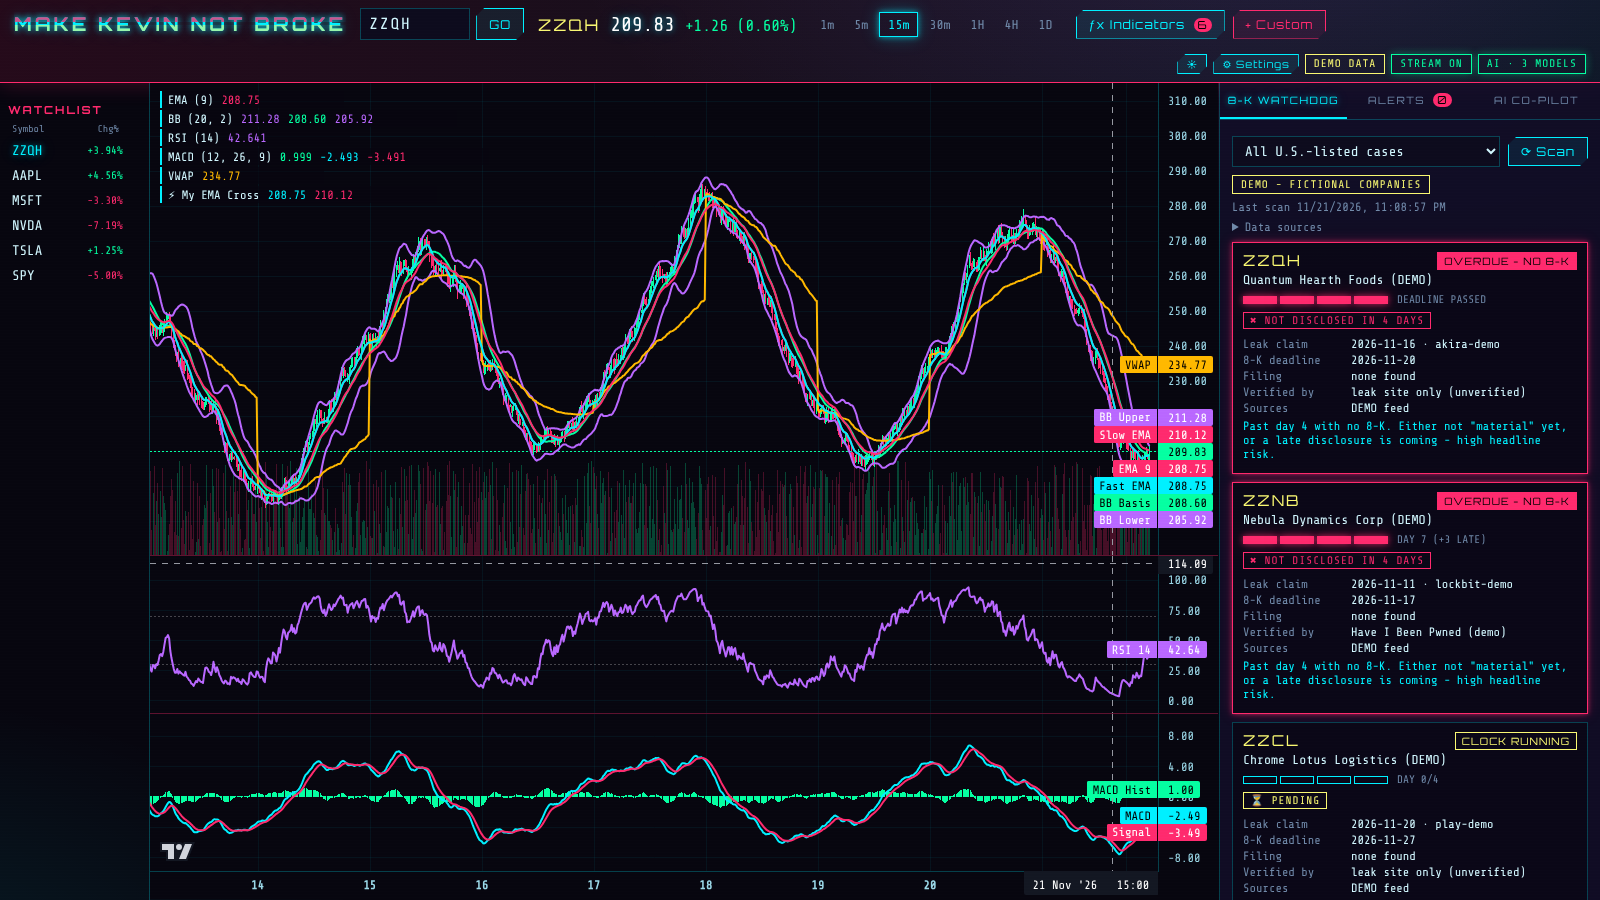 MAKE KEVIN NOT BROKE
ZZQH
GO
ZZQH 209.83 +1.26 (0.60%)
1m 5m 15m 30m 1H 4H 1D
ƒx Indicators 6
+ Custom
☀
⚙ Settings
DEMO DATA
STREAM ON
AI · 3 MODELS
WATCHLIST
Symbol Chg%
ZZQH +3.94%
AAPL +4.56%
MSFT -3.30%
NVDA -7.19%
TSLA +1.25%
SPY -5.00%
EMA (9) 208.75
BB (20, 2) 211.28 208.60 205.92
RSI (14) 42.641
MACD (12, 26, 9) 0.999 -2.493 -3.491
VWAP 234.77
⚡ My EMA Cross 208.75 210.12
310.00
300.00
290.00
280.00
270.00
260.00
250.00
240.00
VWAP 234.77
230.00
BB Upper 211.28
Slow EMA 210.12
209.83
EMA 9 208.75
Fast EMA 208.75
BB Basis 208.60
BB Lower 205.92
114.09
100.00
75.00
50.00
RSI 14 42.64
25.00
0.00
8.00
4.00
MACD Hist 1.00
MACD -2.49
Signal -3.49
-8.00
14 15 16 17 18 19 20
21 Nov '26 15:00
8-K WATCHDOG
ALERTS 0
AI CO-PILOT
All U.S.-listed cases
⟳ Scan
DEMO - FICTIONAL COMPANIES
Last scan 11/21/2026, 11:08:57 PM
▶ Data sources
ZZQH
OVERDUE - NO 8-K
Quantum Hearth Foods (DEMO)
DEADLINE PASSED
✖ NOT DISCLOSED IN 4 DAYS
Leak claim 2026-11-16 · akira-demo
8-K deadline 2026-11-20
Filing none found
Verified by leak site only (unverified)
Sources DEMO feed
Past day 4 with no 8-K. Either not "material" yet,
or a late disclosure is coming - high headline
risk.
ZZNB
OVERDUE - NO 8-K
Nebula Dynamics Corp (DEMO)
DAY 7 (+3 LATE)
✖ NOT DISCLOSED IN 4 DAYS
Leak claim 2026-11-11 · lockbit-demo
8-K deadline 2026-11-17
Filing none found
Verified by Have I Been Pwned (demo)
Sources DEMO feed
Past day 4 with no 8-K. Either not "material" yet,
or a late disclosure is coming - high headline
risk.
ZZCL
CLOCK RUNNING
Chrome Lotus Logistics (DEMO)
DAY 0/4
⏳ PENDING
Leak claim 2026-11-20 · play-demo
8-K deadline 2026-11-27
Filing none found
Verified by leak site only (unverified)
Sources DEMO feed